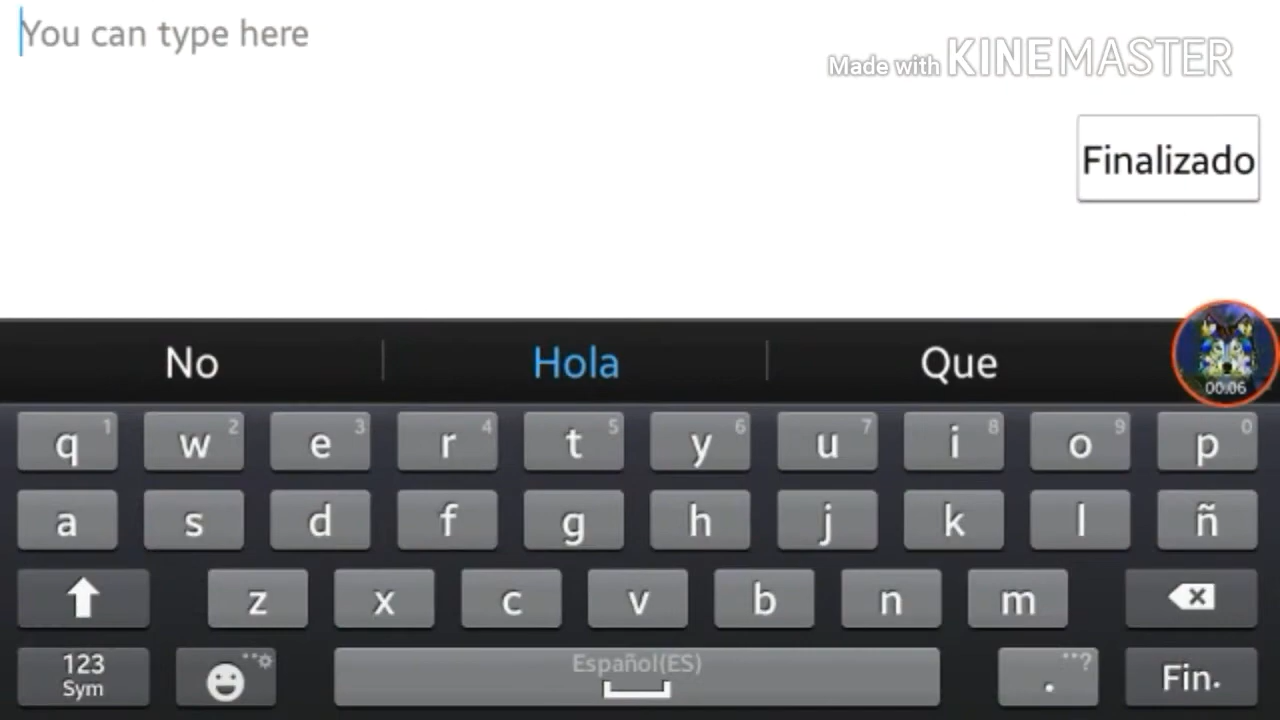 You can type here
Made with KINEMASTER
Finalizado
No Hola Que
00:06
q 1 w 2 e 3 r 4 t 5 y 6 u 7 i 8 o 9 p 0
a s d f g h j k l ñ
z x c v b n m
123
Sym
Español(ES)
. ?
Fin.